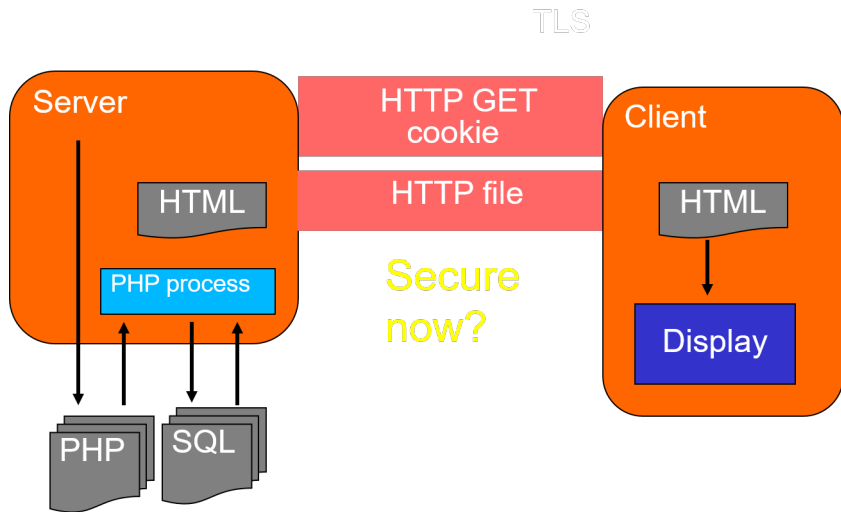 TLS
Server
HTTP GET
cookie
Client
HTTP file
HTML
HTML
PHP process
Secure
now?
Display
PHP
SQL